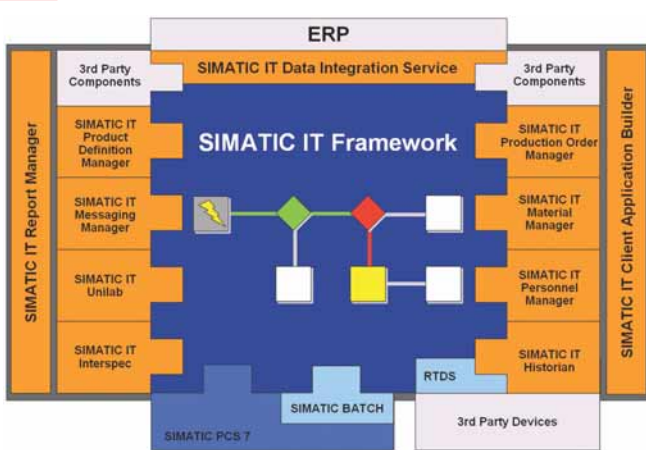 ERP
SIMATIC IT Data Integration Service
3rd Party
Components
3rd Party
Components
SIMATIC IT Report Manager
SIMATIC IT
Product
Definition
Manager
SIMATIC IT
Messaging
Manager
SIMATIC IT
Unilab
SIMATIC IT
Interspec
SIMATIC IT Framework
SIMATIC IT
Production Order
Manager
SIMATIC IT
Material
Manager
SIMATIC IT
Personnel
Manager
SIMATIC IT
Historian
SIMATIC IT Client Application Builder
RTDS
SIMATIC BATCH
SIMATIC PCS 7
3rd Party Devices